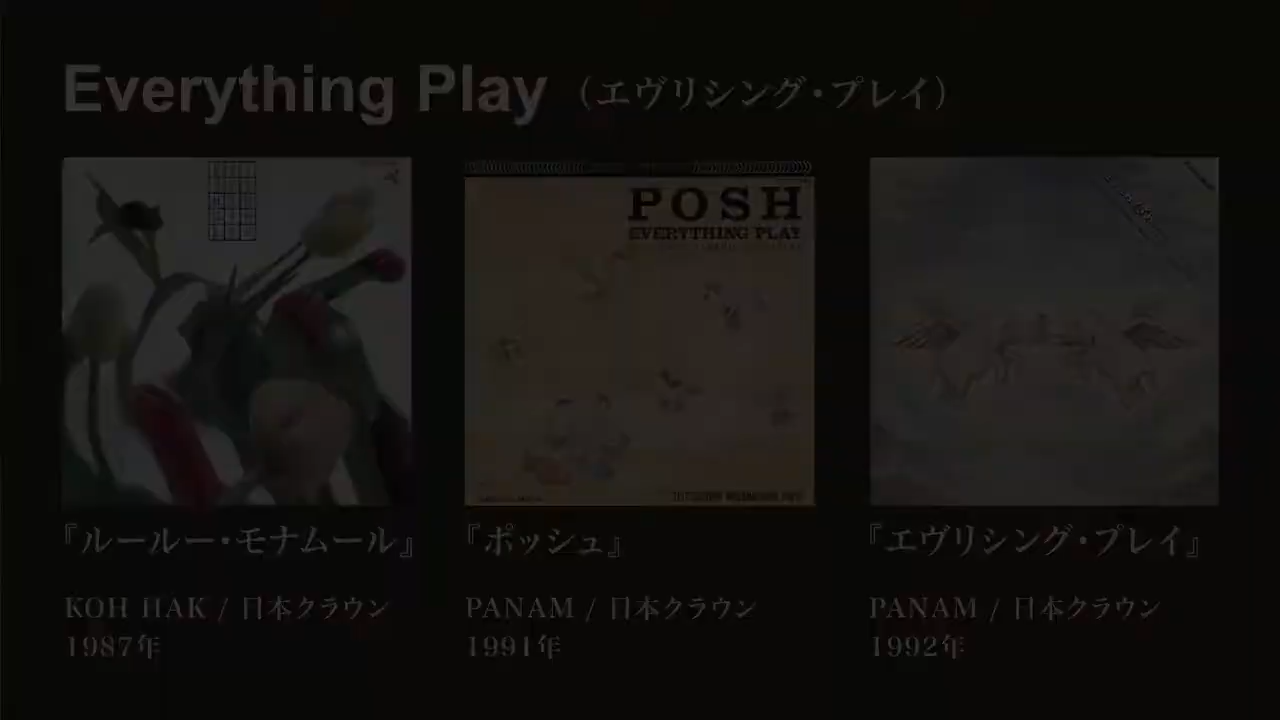 Everything Play（エヴリシング・プレイ）
POSH
EVERYTHING PLAY
『ルールー・モナムール』
『ポッシュ』
『エヴリシング・プレイ』
KOH ПAK / 日本クラウン
1987年
PANAM / 日本クラウン
1991年
PANAM / 日本クラウン
1992年